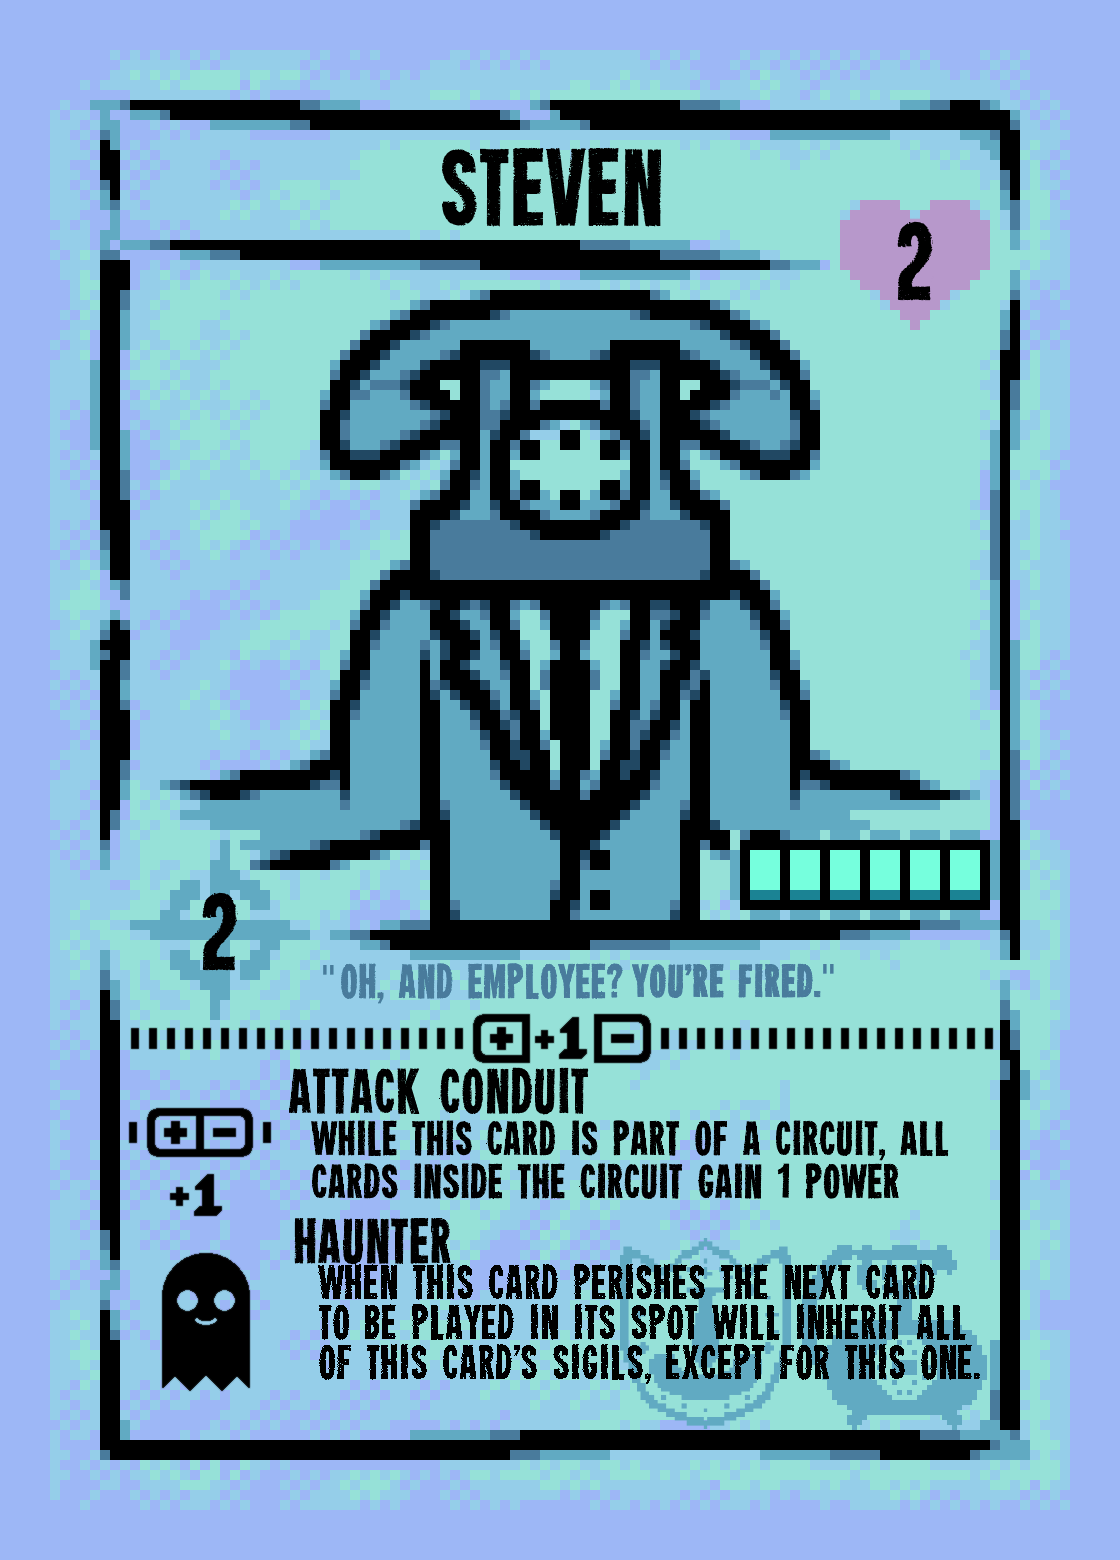 STEVEN
2
2
"OH, AND EMPLOYEE? YOU'RE FIRED."
+ +1 -
ATTACK CONDUIT
+ -
+1
WHILE THIS CARD IS PART OF A CIRCUIT, ALL
CARDS INSIDE THE CIRCUIT GAIN 1 POWER
HAUNTER
WHEN THIS CARD PERISHES THE NEXT CARD
TO BE PLAYED IN ITS SPOT WILL INHERIT ALL
OF THIS CARD'S SIGILS, EXCEPT FOR THIS ONE.